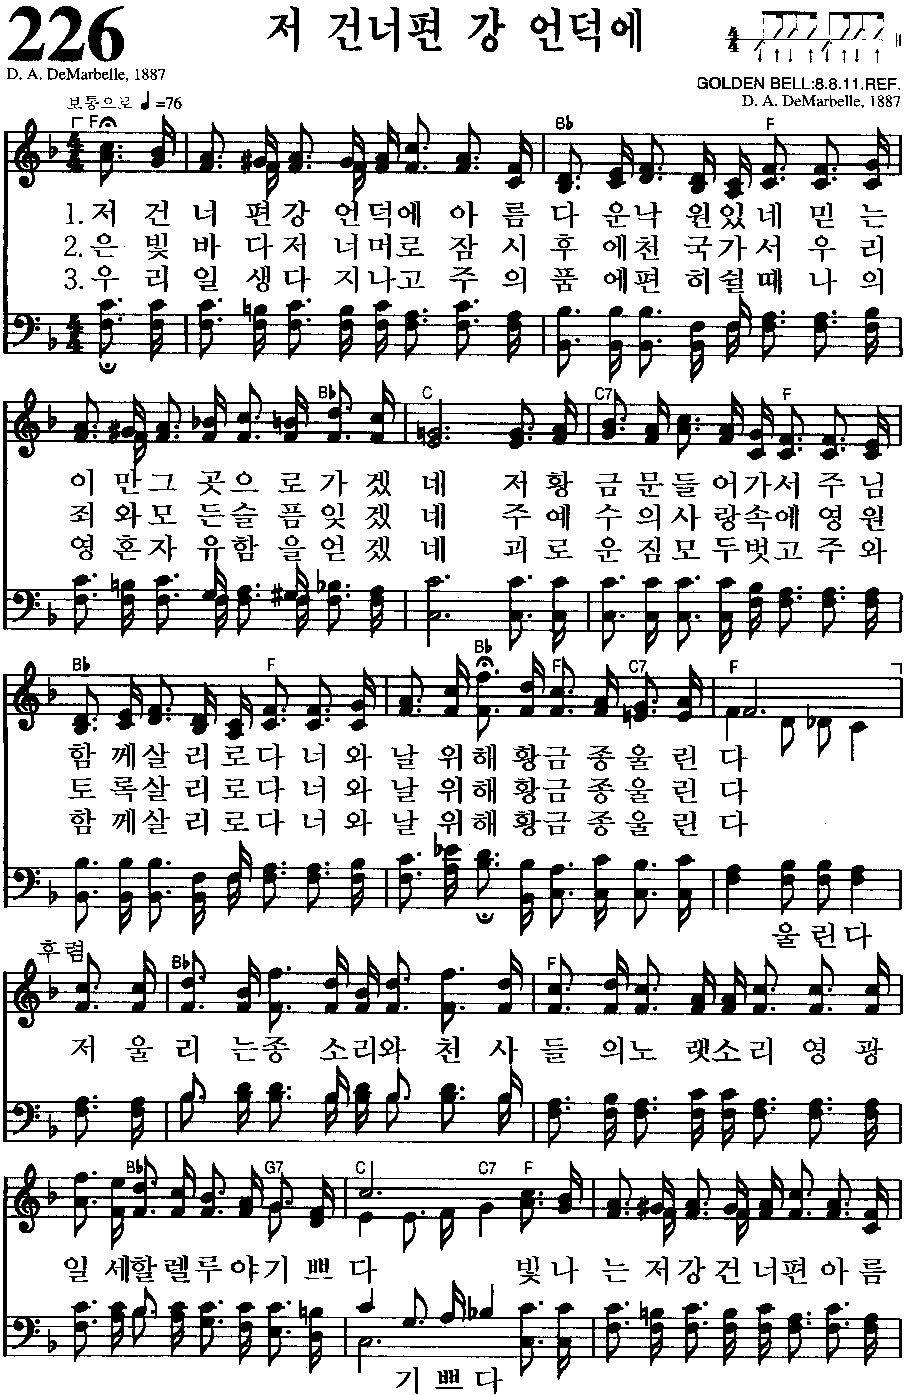 226
저 건너편 강 언덕에
D. A. DeMarbelle, 1887
GOLDEN BELL:8.8.11.REF.
D. A. DeMarbelle, 1887
보통으로 ♩=76
F B♭ F
1. 저 건 너 편 강 언 덕 에 아 름 다 운 낙 원 있 네 믿 는
2. 은 빛 바 다 저 너 머 로 잠 시 후 에 천 국 가 서 우 리
3. 우 리 일 생 다 지 나 고 주 의 품 에 편 히 쉴 때 나 의
B♭ C C7 F
이 만 그 곳 으 로 가 겠 네 저 황 금 문 들 어 가 서 주 님
죄 와 모 든 슬 픔 잊 겠 네 주 예 수 의 사 랑 속 에 영 원
영 혼 자 유 함 을 얻 겠 네 괴 로 운 짐 모 두 벗 고 주 와
B♭ F B♭ F C7 F
함 께 살 리 로 다 너 와 날 위 해 황 금 종 울 린 다
토 록 살 리 로 다 너 와 날 위 해 황 금 종 울 린 다
함 께 살 리 로 다 너 와 날 위 해 황 금 종 울 린 다
울 린 다
후렴
B♭ F
저 울 리 는 종 소 리 와 천 사 들 의 노 랫 소 리 영 광
B♭ G7 C C7 F
일 세 할 렐 루 야 기 쁘 다 빛 나 는 저 강 건 너 편 아 름
기 쁘 다